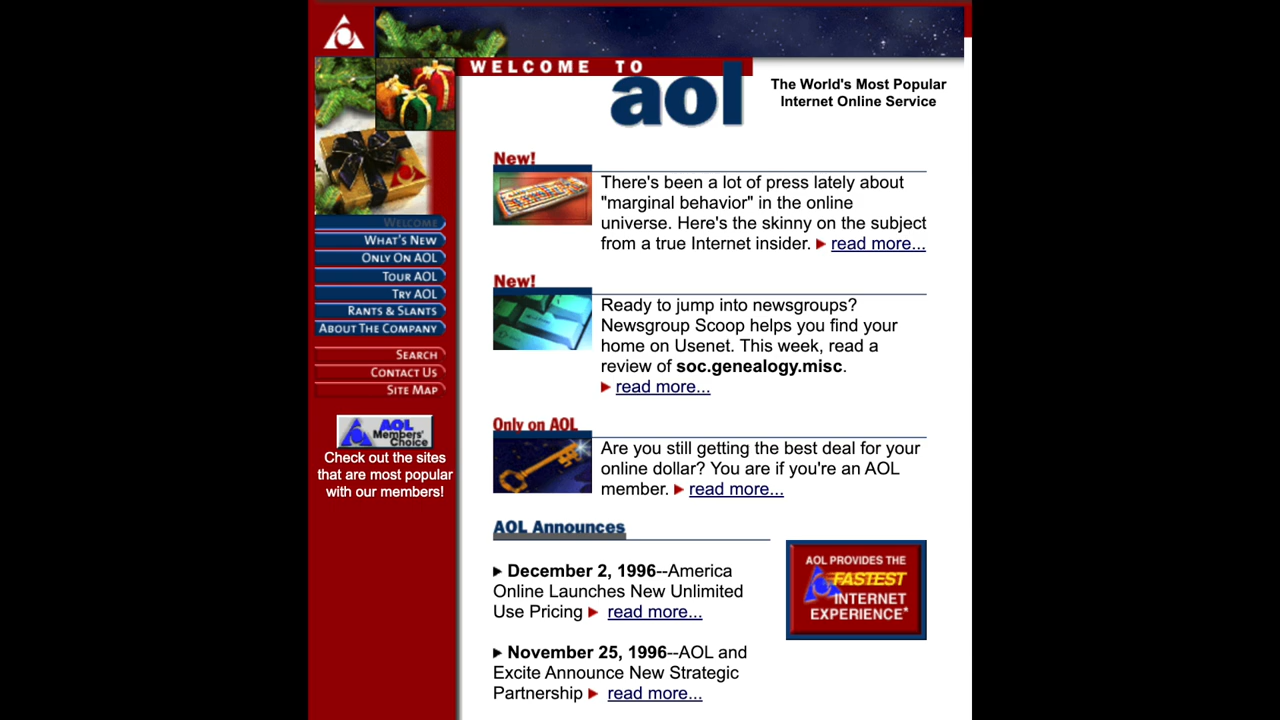 WELCOME TO
aol
The World's Most Popular
Internet Online Service
WELCOME
WHAT'S NEW
ONLY ON AOL
TOUR AOL
TRY AOL
RANTS & SLANTS
ABOUT THE COMPANY
SEARCH
CONTACT US
SITE MAP
AOL
Members'
Choice
Check out the sites
that are most popular
with our members!
New!
There's been a lot of press lately about
"marginal behavior" in the online
universe. Here's the skinny on the subject
from a true Internet insider. read more...
New!
Ready to jump into newsgroups?
Newsgroup Scoop helps you find your
home on Usenet. This week, read a
review of soc.genealogy.misc.
read more...
Only on AOL
Are you still getting the best deal for your
online dollar? You are if you're an AOL
member. read more...
AOL Announces
December 2, 1996--America
Online Launches New Unlimited
Use Pricing read more...
November 25, 1996--AOL and
Excite Announce New Strategic
Partnership read more...
AOL PROVIDES THE
FASTEST
INTERNET
EXPERIENCE*